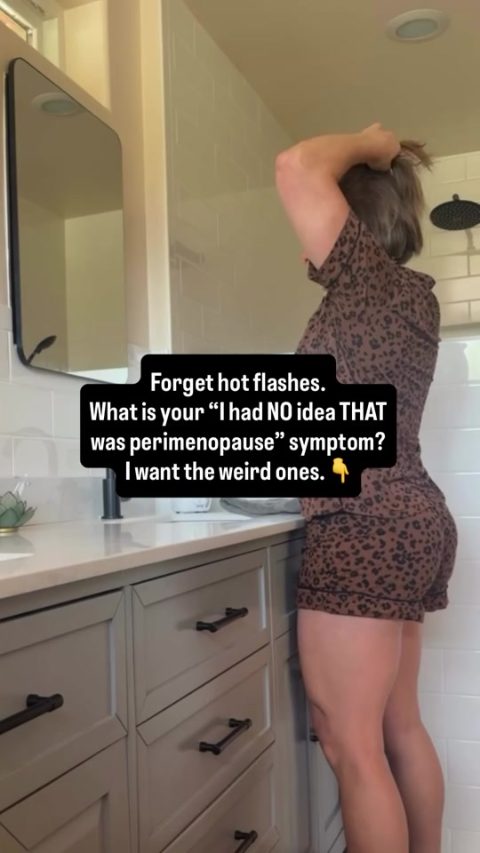 Forget hot flashes.
What is your “I had NO idea THAT
was perimenopause” symptom?
I want the weird ones. 👇